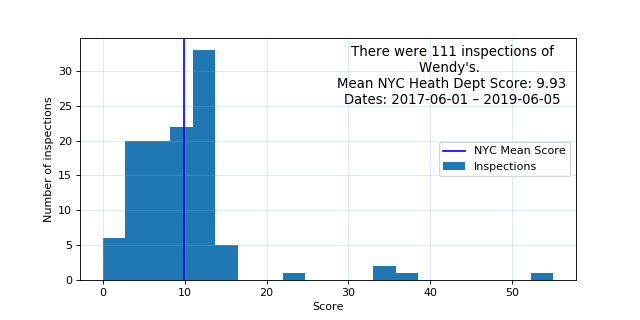 There were 111 inspections of
Wendy's.
Mean NYC Heath Dept Score: 9.93
Dates: 2017-06-01 – 2019-06-05
NYC Mean Score
Inspections
Number of inspections
30
25
20
15
10
5
0
0 10 20 30 40 50
Score